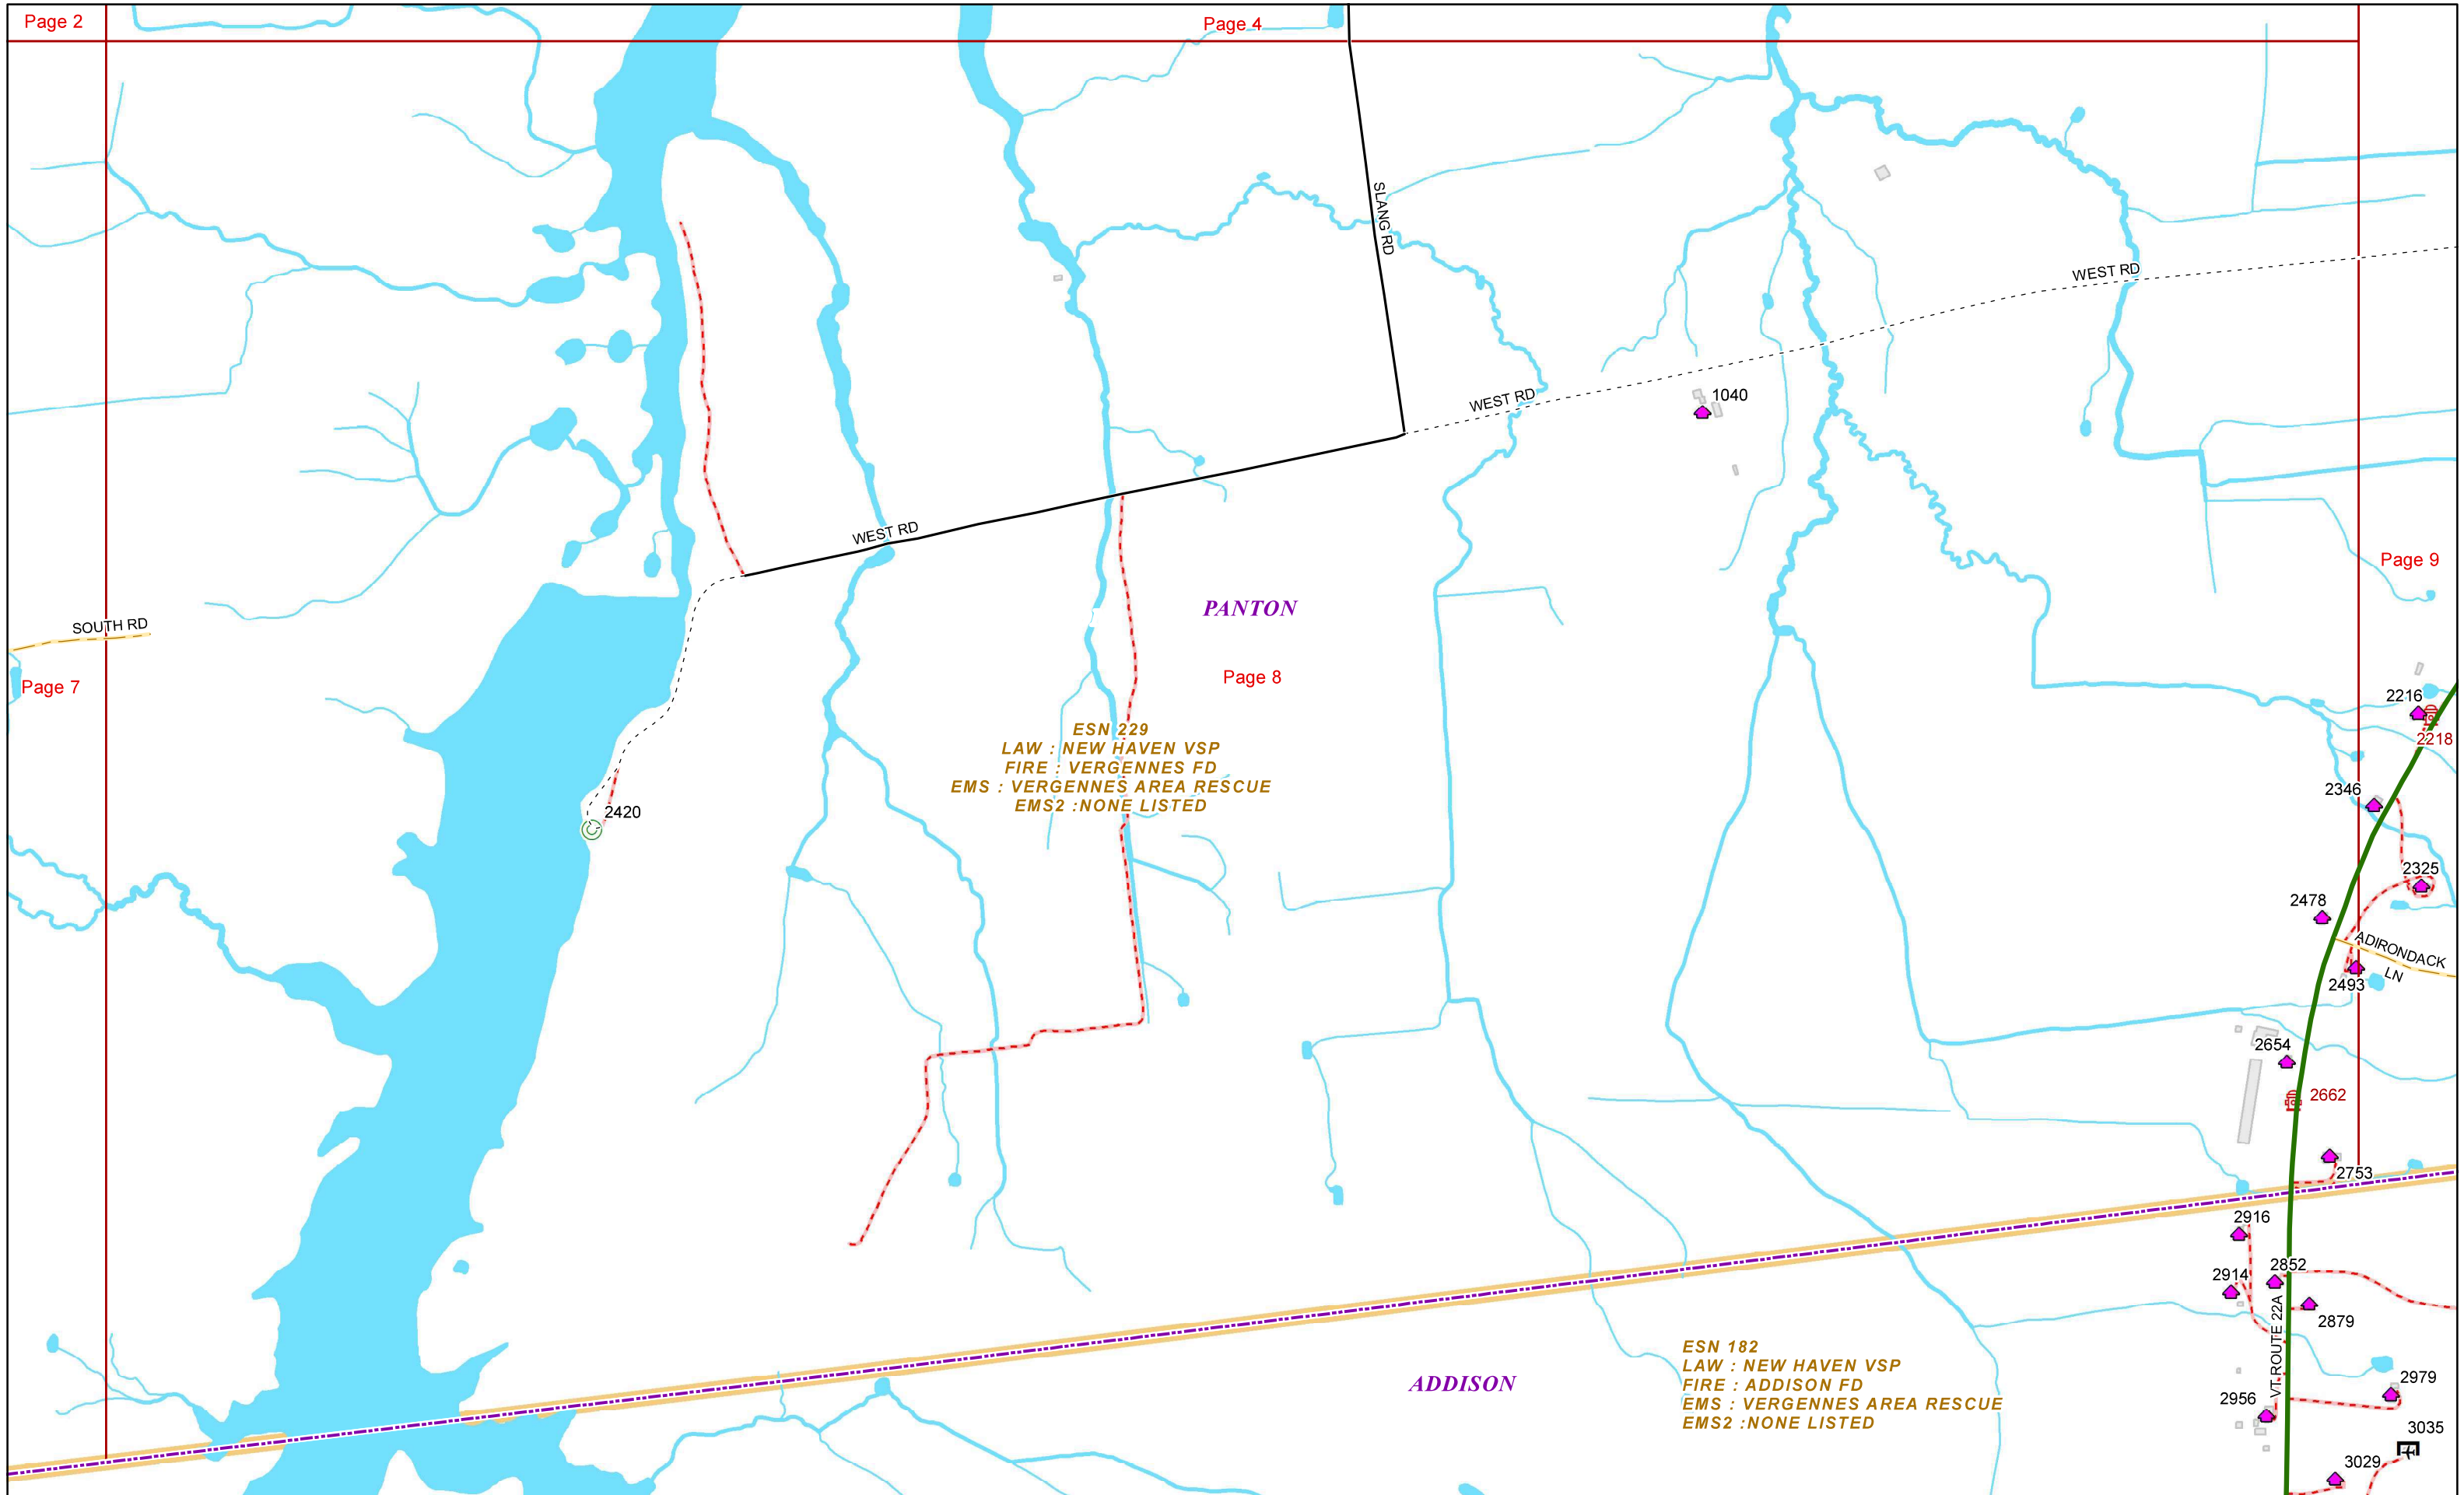 Page 2
Page 4
SLANG RD
WEST RD
WEST RD
1040
WEST RD
Page 9
PANTON
SOUTH RD
Page 7
Page 8
2216
2218
ESN 229
LAW : NEW HAVEN VSP
FIRE : VERGENNES FD
EMS : VERGENNES AREA RESCUE
EMS2 :NONE LISTED
2420
2346
2325
2478
ADIRONDACK
LN
2493
2654
2662
2753
2916
2852
2914
2879
VT ROUTE 22A
ESN 182
LAW : NEW HAVEN VSP
FIRE : ADDISON FD
EMS : VERGENNES AREA RESCUE
EMS2 :NONE LISTED
ADDISON
2979
2956
3035
3029